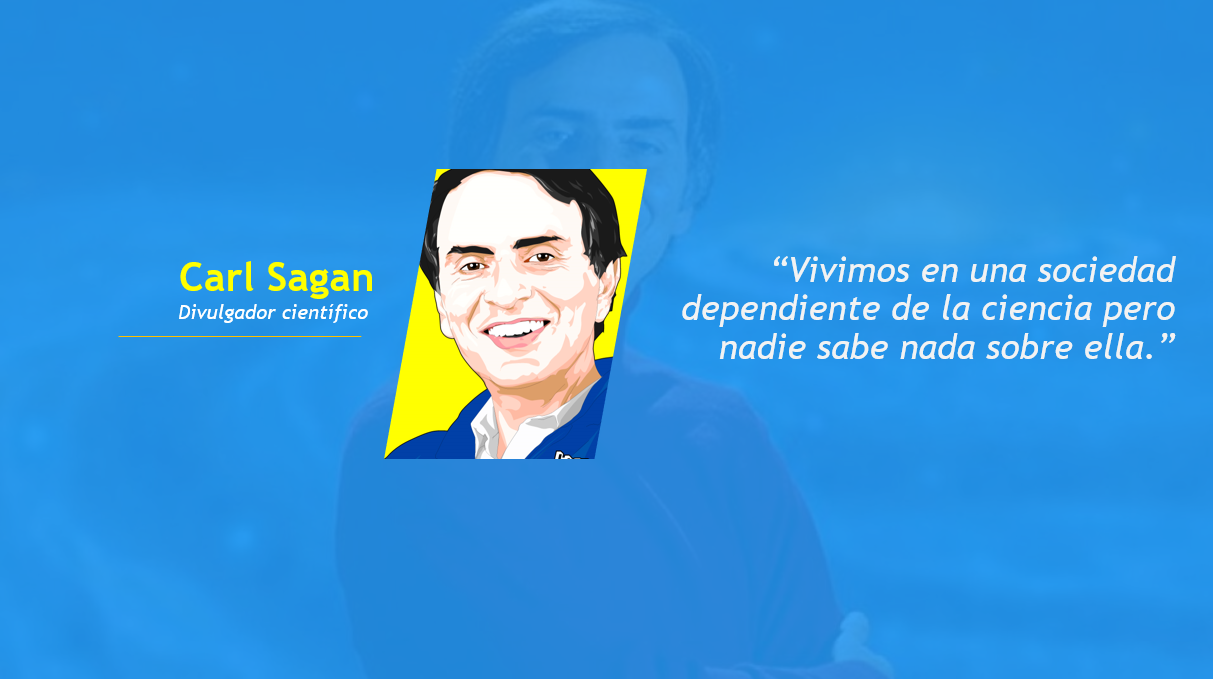 Carl Sagan
Divulgador científico
“Vivimos en una sociedad
dependiente de la ciencia pero
nadie sabe nada sobre ella.”